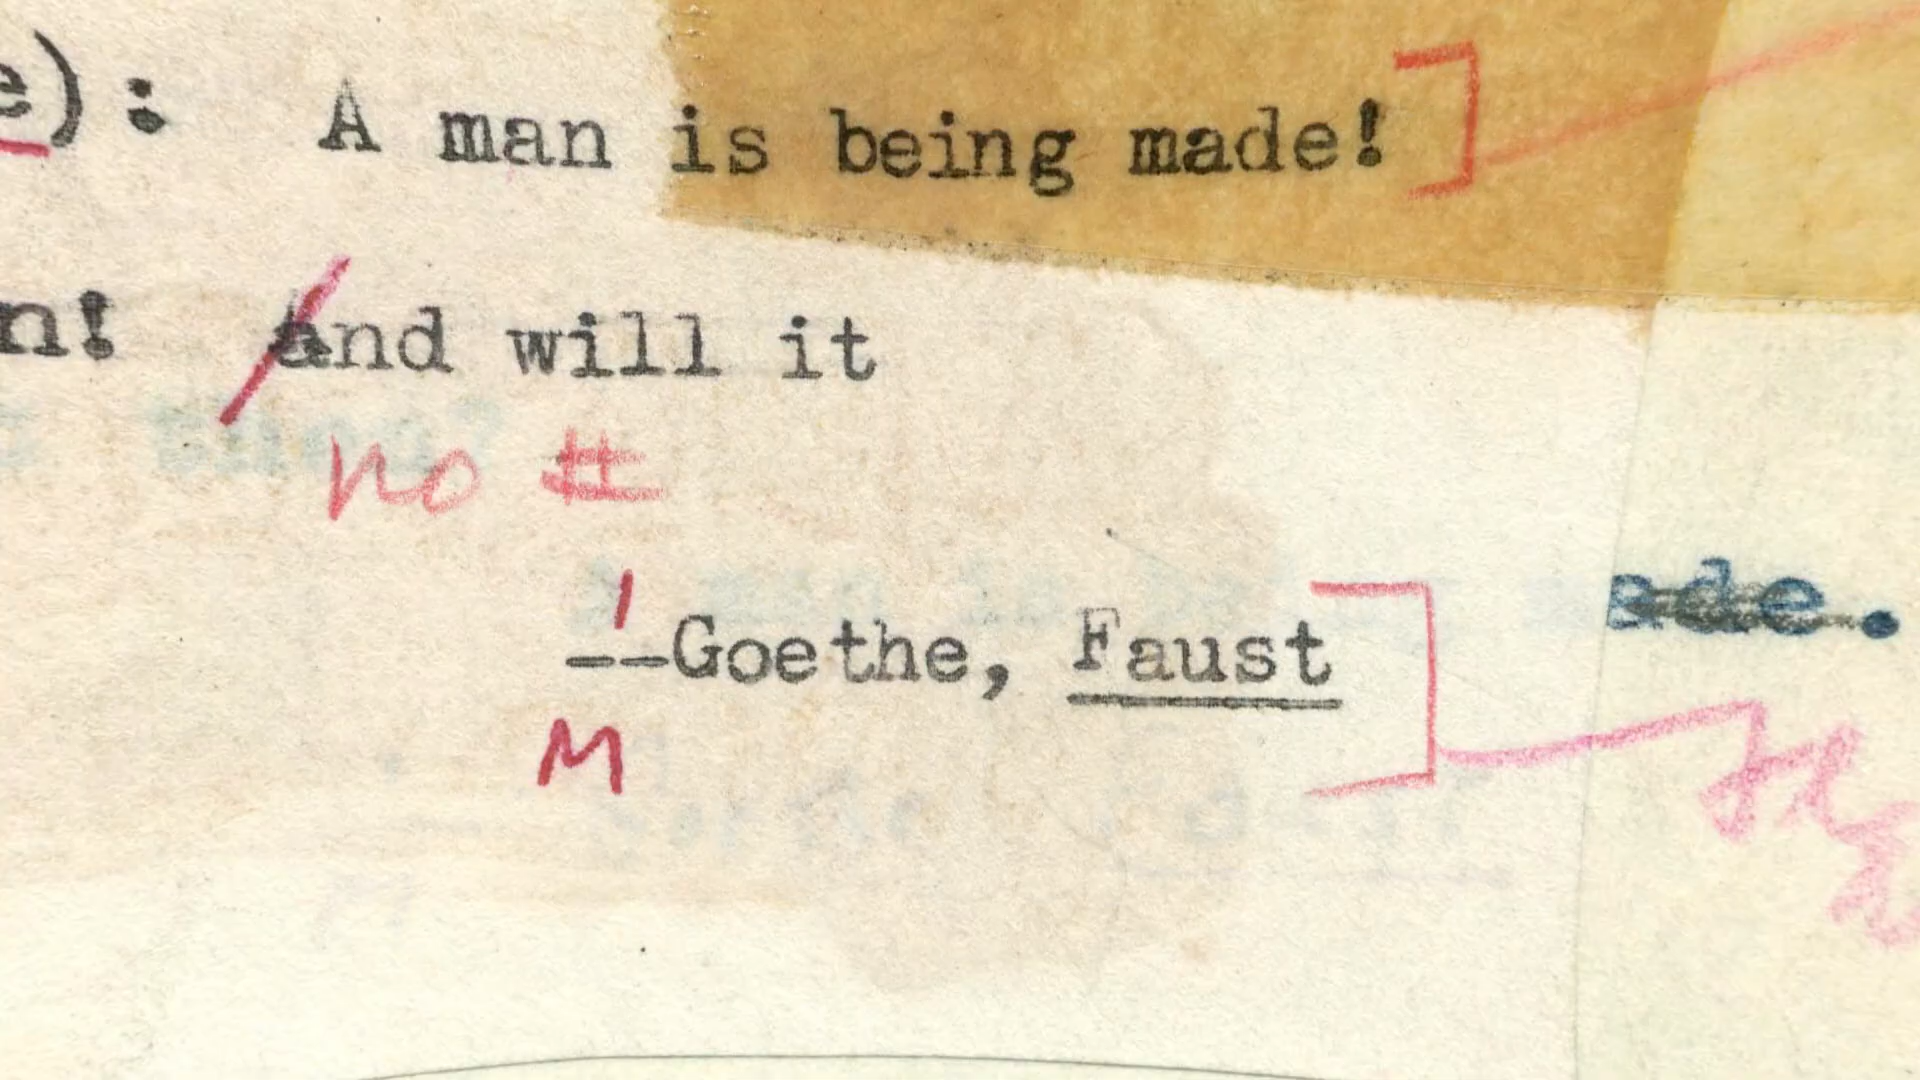 e): A man is being made!
n! and will it
no #
--Goethe, Faust
ade.
M